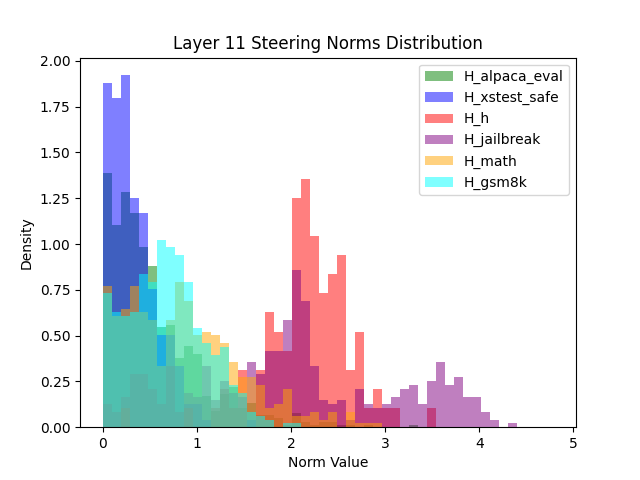 Layer 11 Steering Norms Distribution
H_alpaca_eval
H_xstest_safe
H_h
H_jailbreak
H_math
H_gsm8k
2.00
1.75
1.50
1.25
1.00
0.75
0.50
0.25
0.00
Density
0
1
2
3
4
5
Norm Value